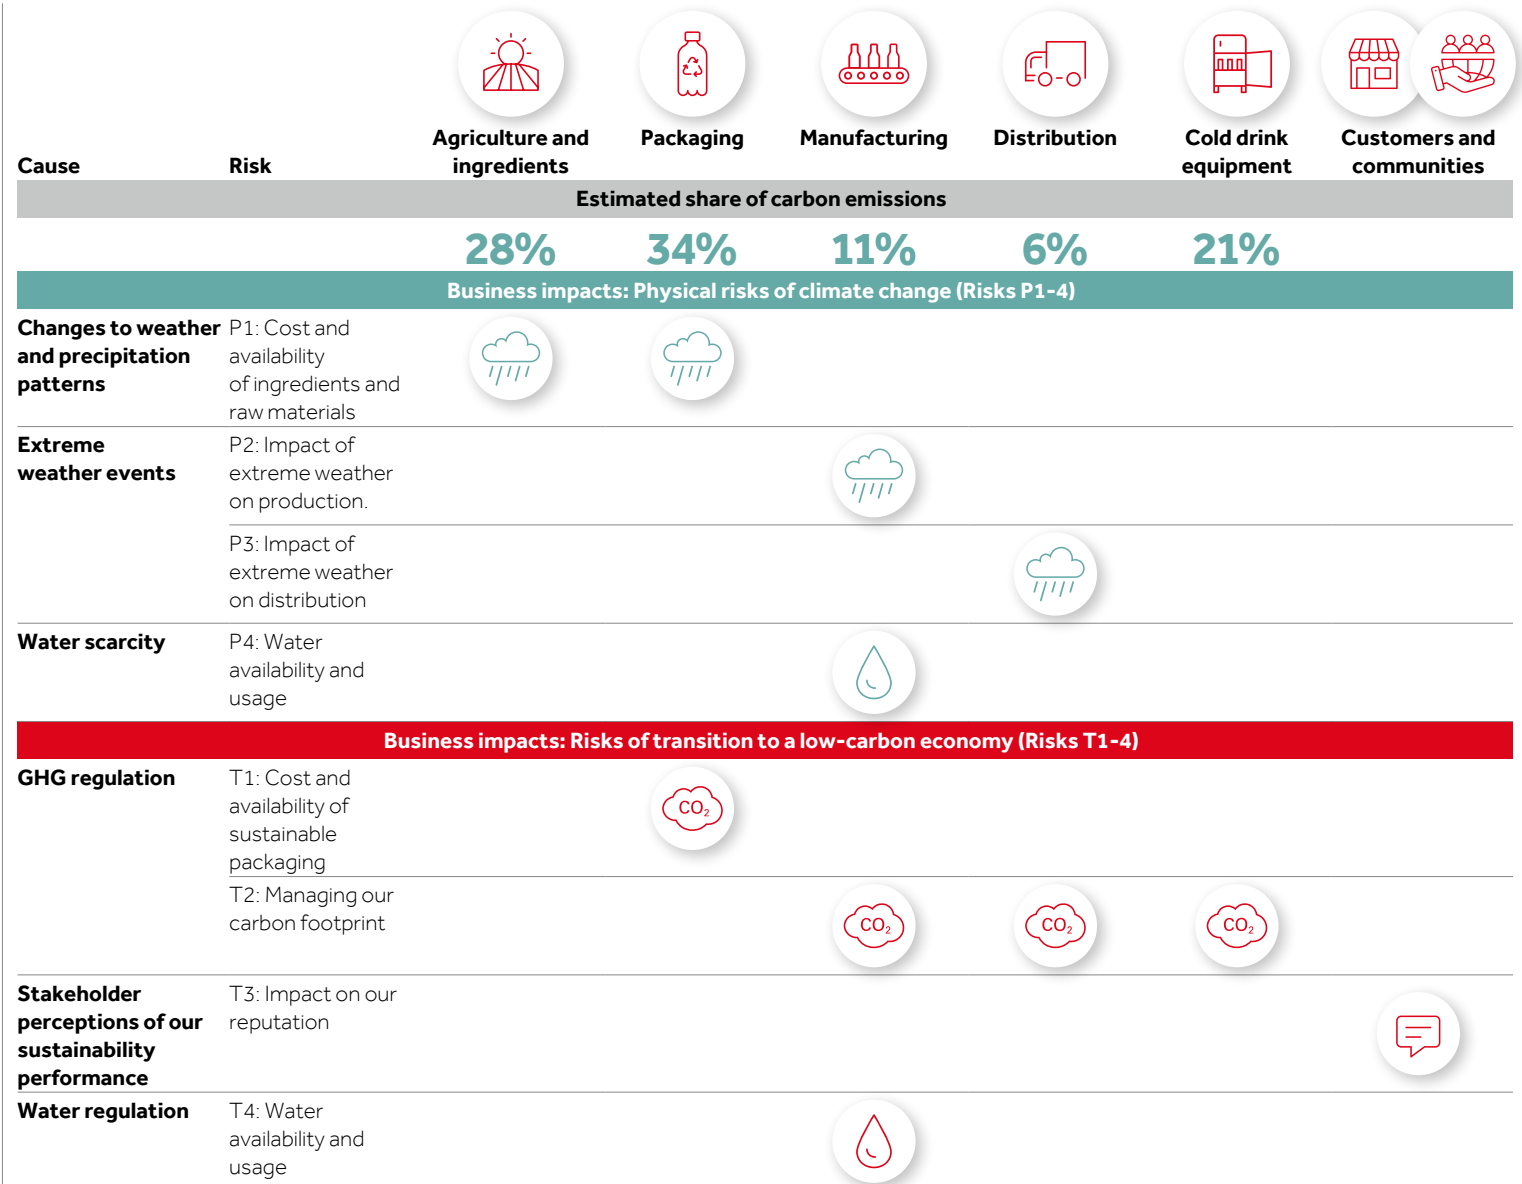 Cause
Risk
Agriculture and
ingredients
Packaging
Manufacturing
Distribution
Cold drink
equipment
Customers and
communities
Estimated share of carbon emissions
28%
34%
11%
6%
21%
Business impacts: Physical risks of climate change (Risks P1-4)
Changes to weather
and precipitation
patterns
P1: Cost and
availability
of ingredients and
raw materials
Extreme
weather events
P2: Impact of
extreme weather
on production.
P3: Impact of
extreme weather
on distribution
Water scarcity
P4: Water
availability and
usage
Business impacts: Risks of transition to a low-carbon economy (Risks T1-4)
GHG regulation
T1: Cost and
availability of
sustainable
packaging
CO₂
T2: Managing our
carbon footprint
CO₂
CO₂
CO₂
Stakeholder
perceptions of our
sustainability
performance
T3: Impact on our
reputation
Water regulation
T4: Water
availability and
usage